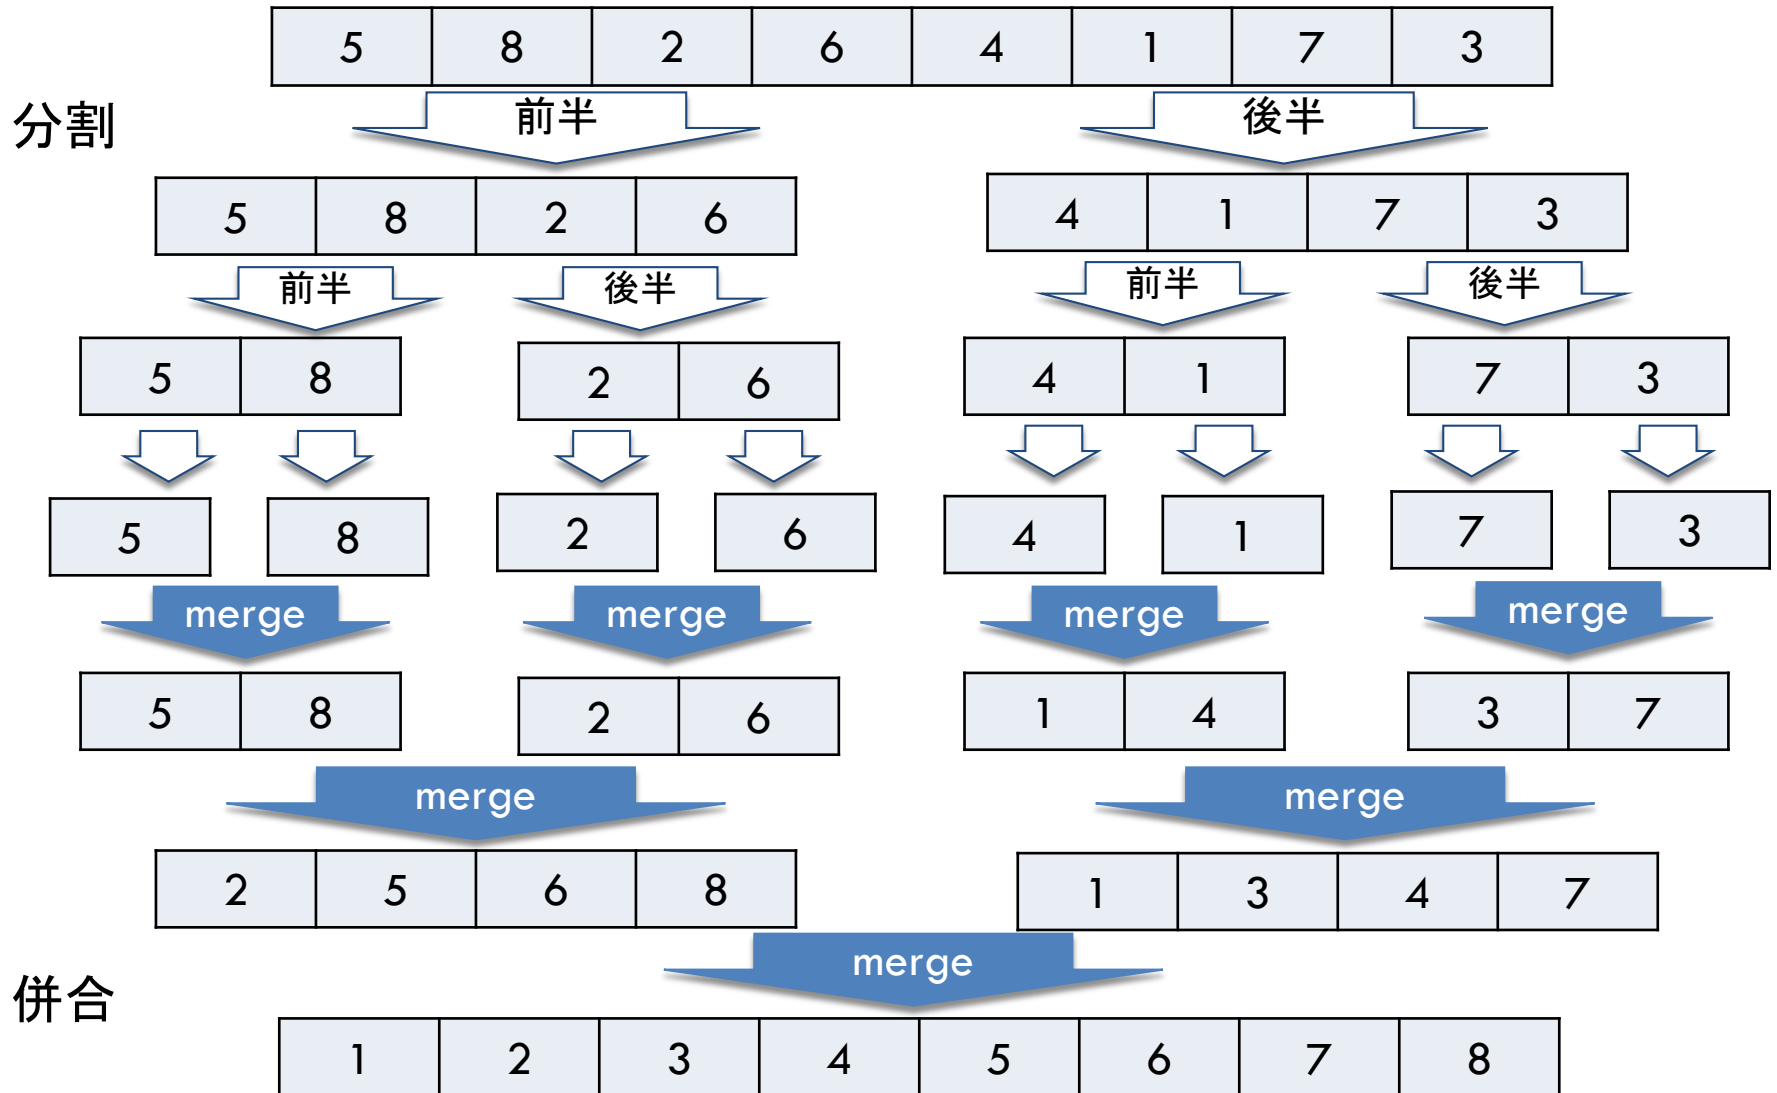 5 8 2 6 4 1 7 3
分割
前半 後半
5 8 2 6 4 1 7 3
前半 後半 前半 後半
5 8 2 6 4 1 7 3
5 8 2 6 4 1 7 3
merge merge merge merge
5 8 2 6 1 4 3 7
merge merge
2 5 6 8 1 3 4 7
merge
併合
1 2 3 4 5 6 7 8